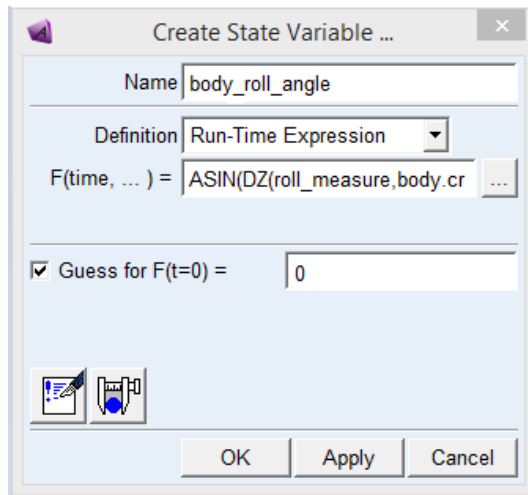 Create State Variable ...
Name body_roll_angle
Definition Run-Time Expression
F(time, ... ) = ASIN(DZ(roll_measure,body.cr ...
Guess for F(t=0) = 0
OK Apply Cancel